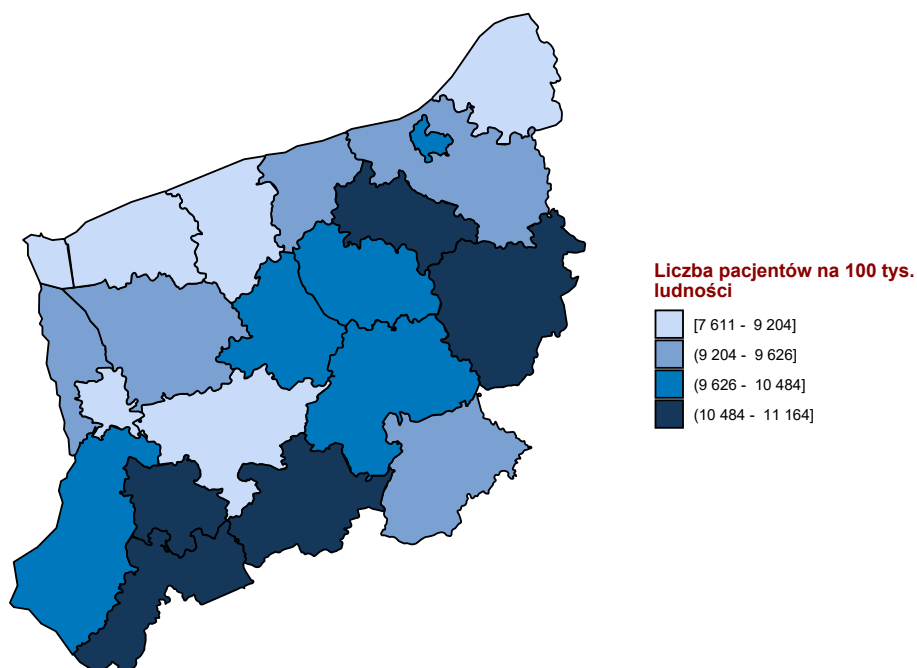 Liczba pacjentów na 100 tys.
ludności
[7 611 - 9 204]
(9 204 - 9 626]
(9 626 - 10 484]
(10 484 - 11 164]